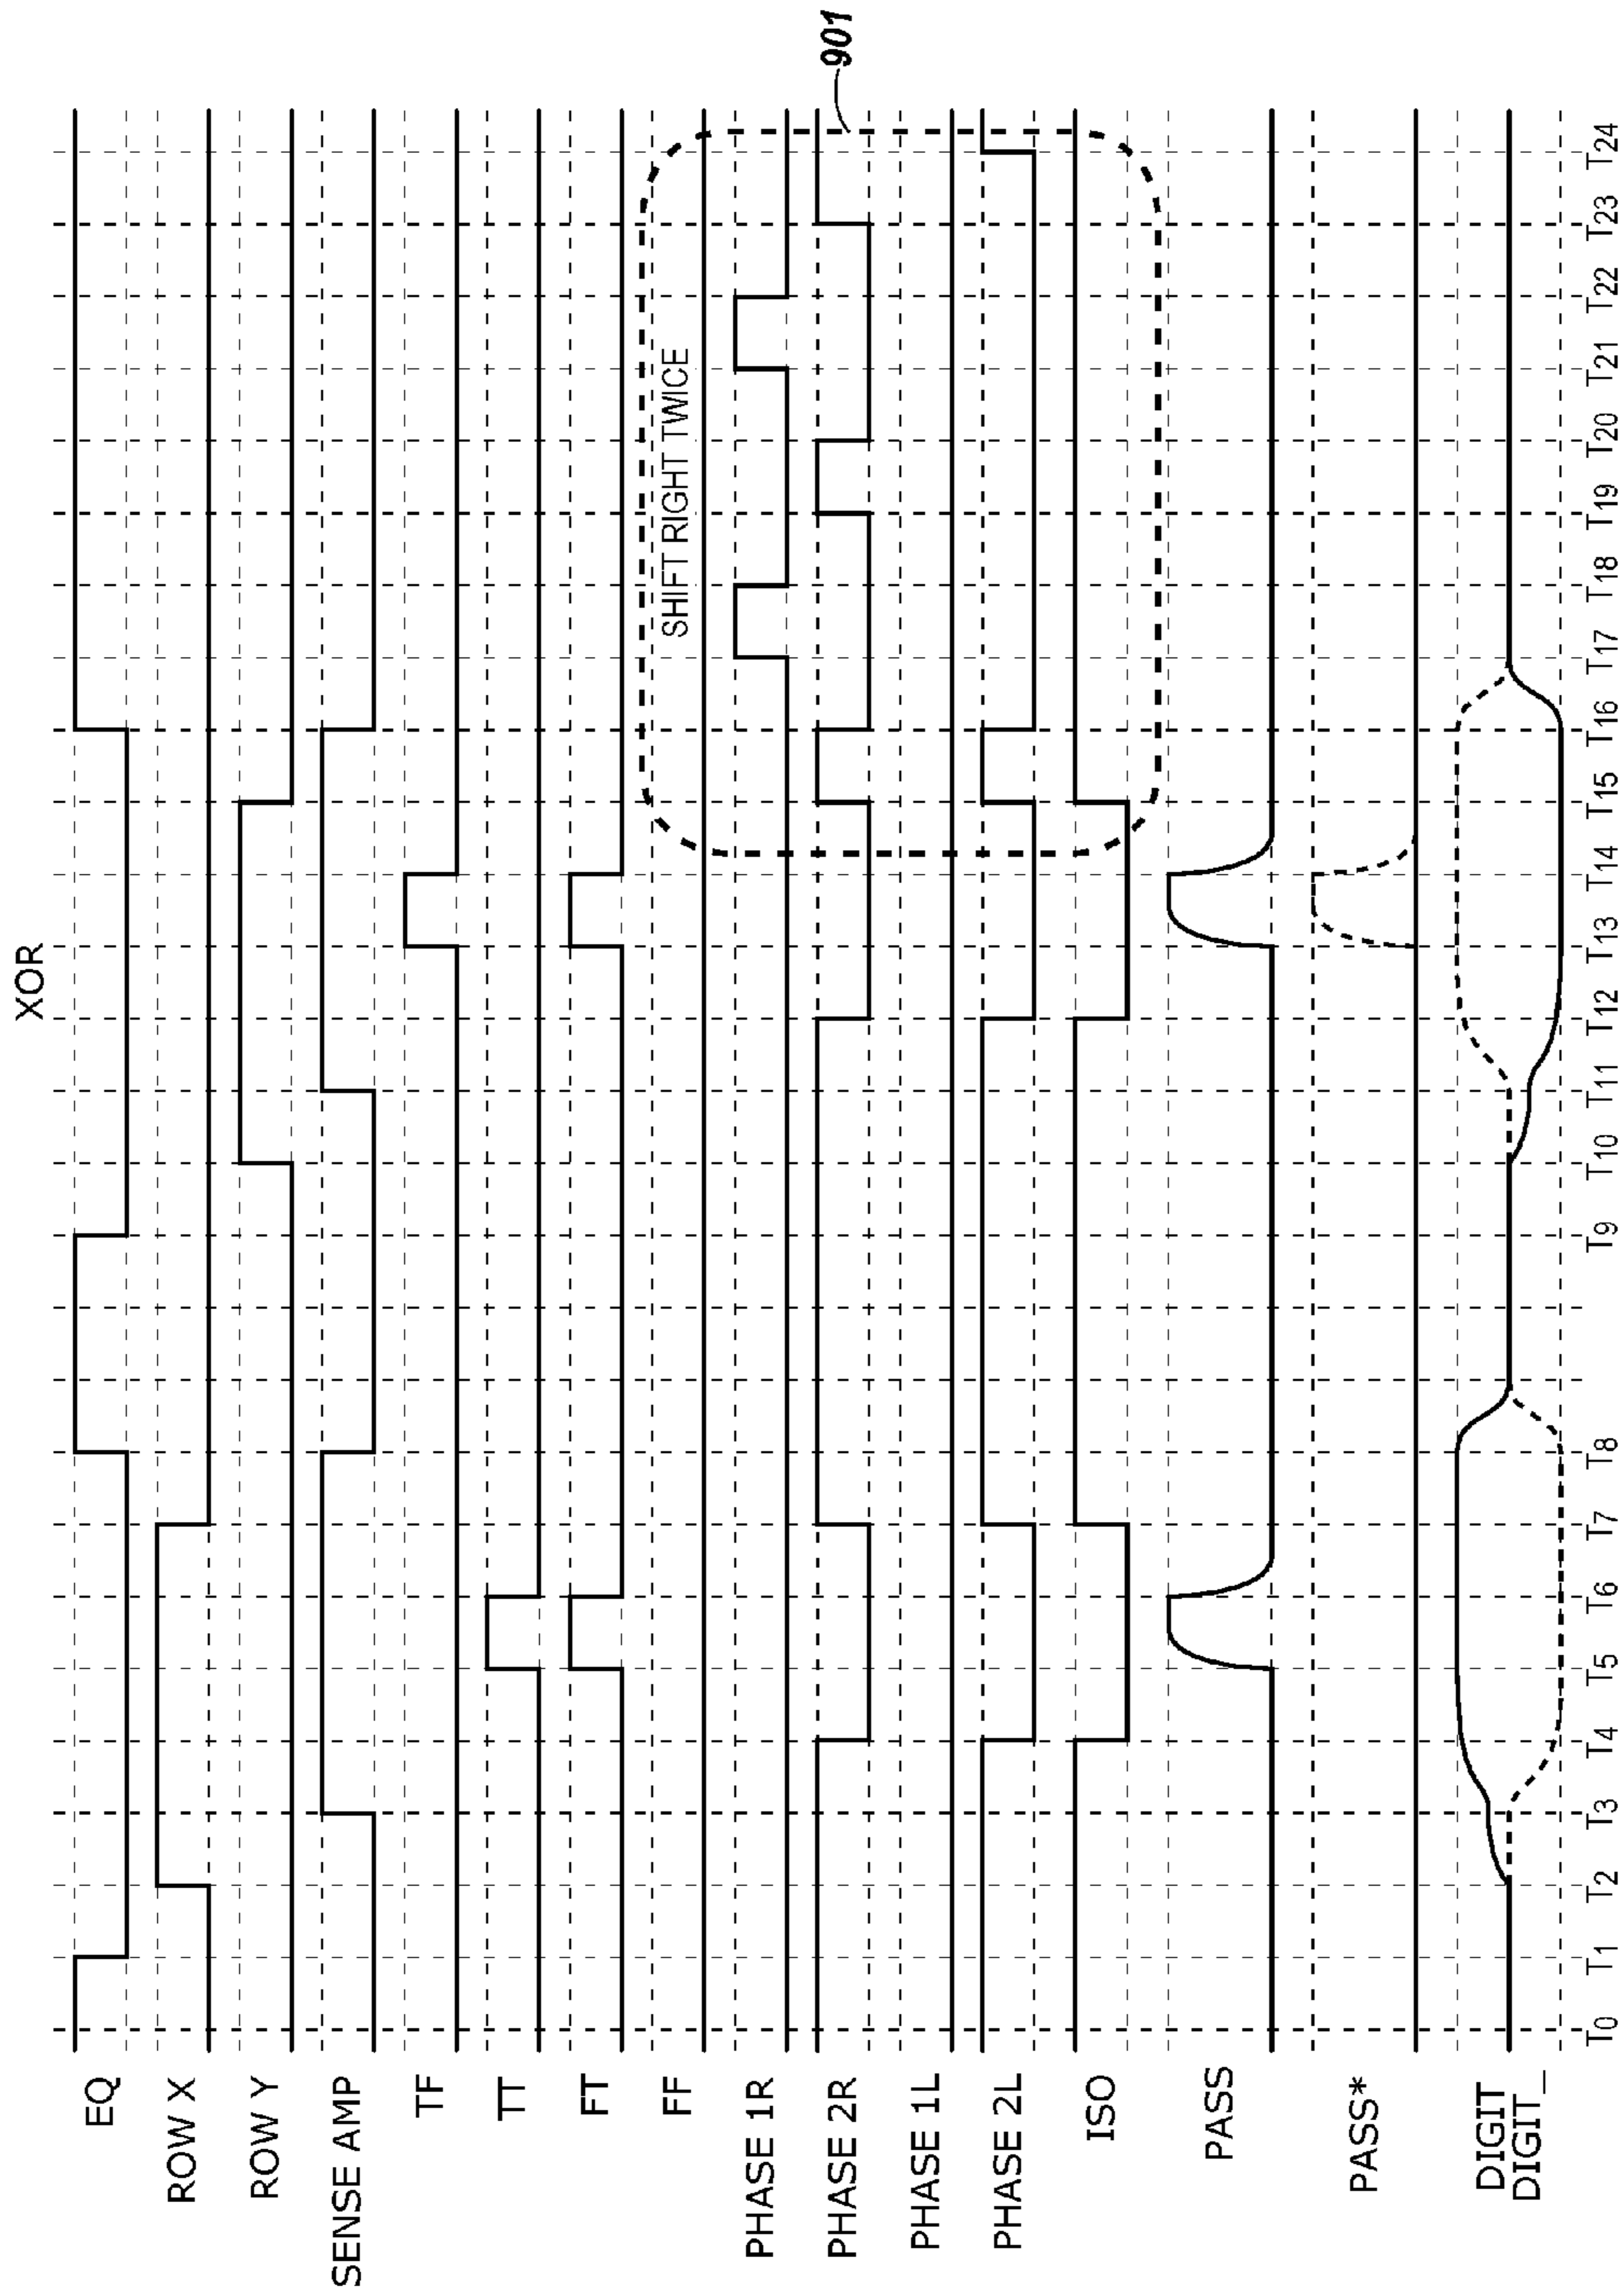 XOR
EQ
ROW X
ROW Y
SENSE AMP
TF
TT
FT
FF
PHASE 1R
PHASE 2R
PHASE 1L
PHASE 2L
ISO
PASS
PASS*
DIGIT
DIGIT_
SHIFT RIGHT TWICE
901
T0 T1 T2 T3 T4 T5 T6 T7 T8 T9 T10 T11 T12 T13 T14 T15 T16 T17 T18 T19 T20 T21 T22 T23 T24